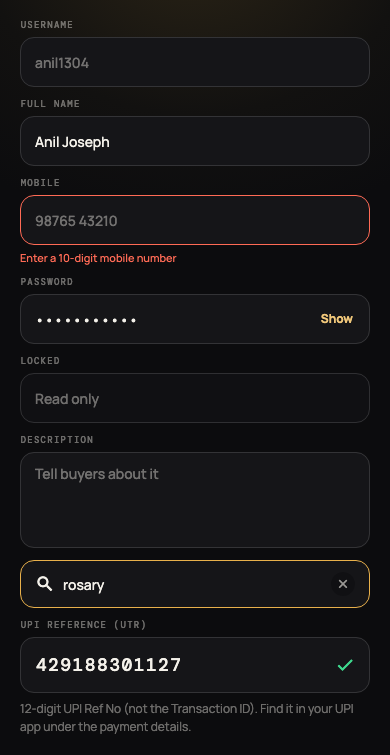 USERNAME
anil1304
FULL NAME
Anil Joseph
MOBILE
98765 43210
Enter a 10-digit mobile number
PASSWORD
•••••••••••
Show
LOCKED
Read only
DESCRIPTION
Tell buyers about it
rosary
UPI REFERENCE (UTR)
429188301127
12-digit UPI Ref No (not the Transaction ID). Find it in your UPI
app under the payment details.